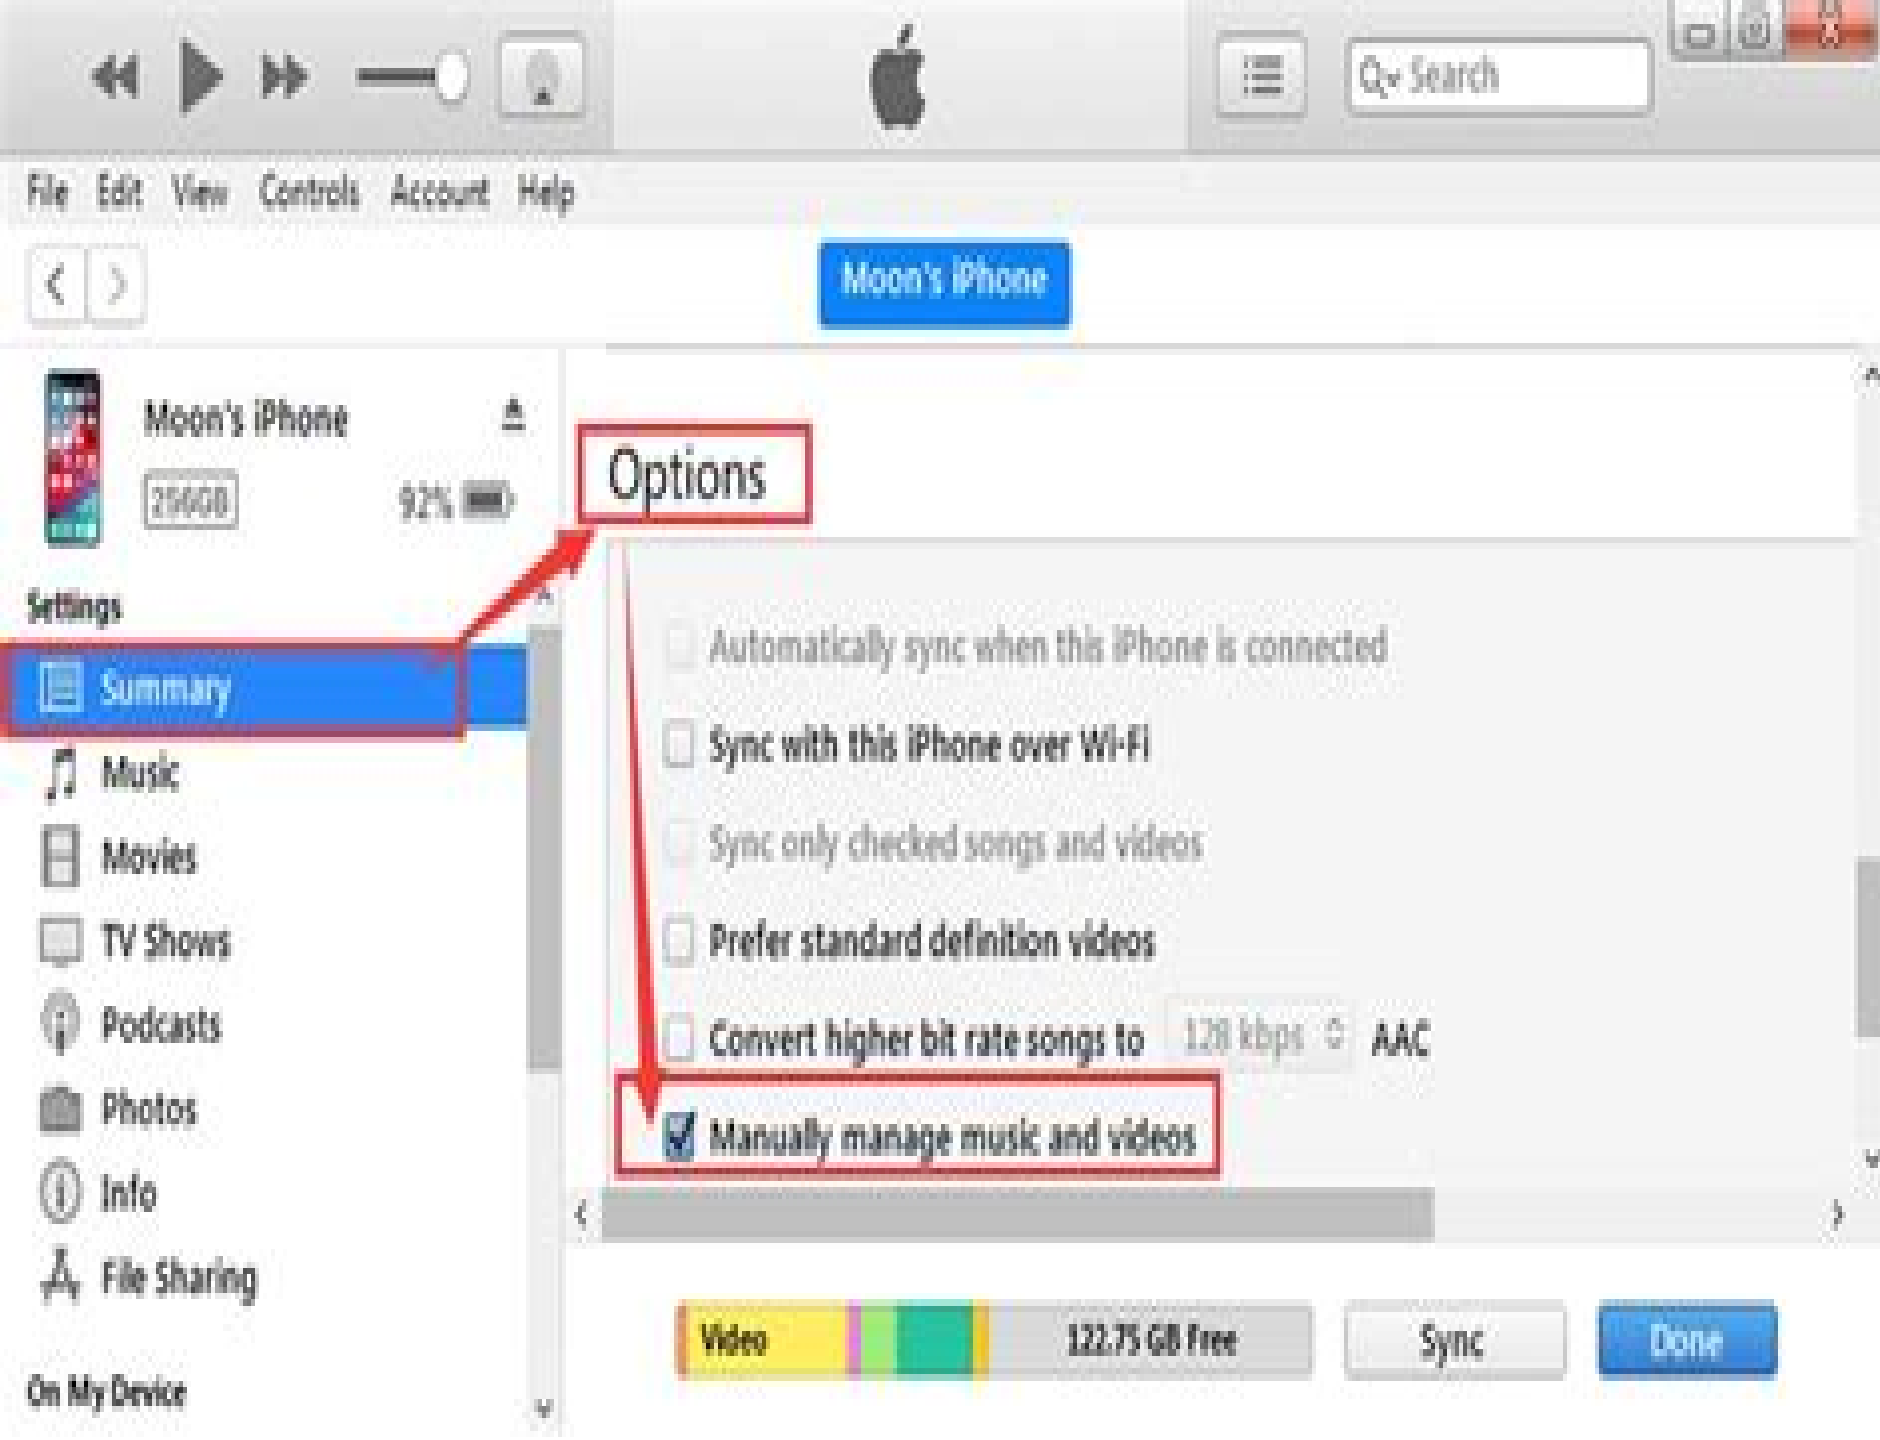 Search
File Edit View Controls Account Help
Moon's iPhone
Moon's iPhone
256GB
92%
Options
Settings
Summary
Music
Movies
TV Shows
Podcasts
Photos
Info
File Sharing
On My Device
Automatically sync when this iPhone is connected
Sync with this iPhone over Wi-Fi
Sync only checked songs and videos
Prefer standard definition videos
Convert higher bit rate songs to 128 kbps AAC
Manually manage music and videos
Video
122.75 GB Free
Sync
Done